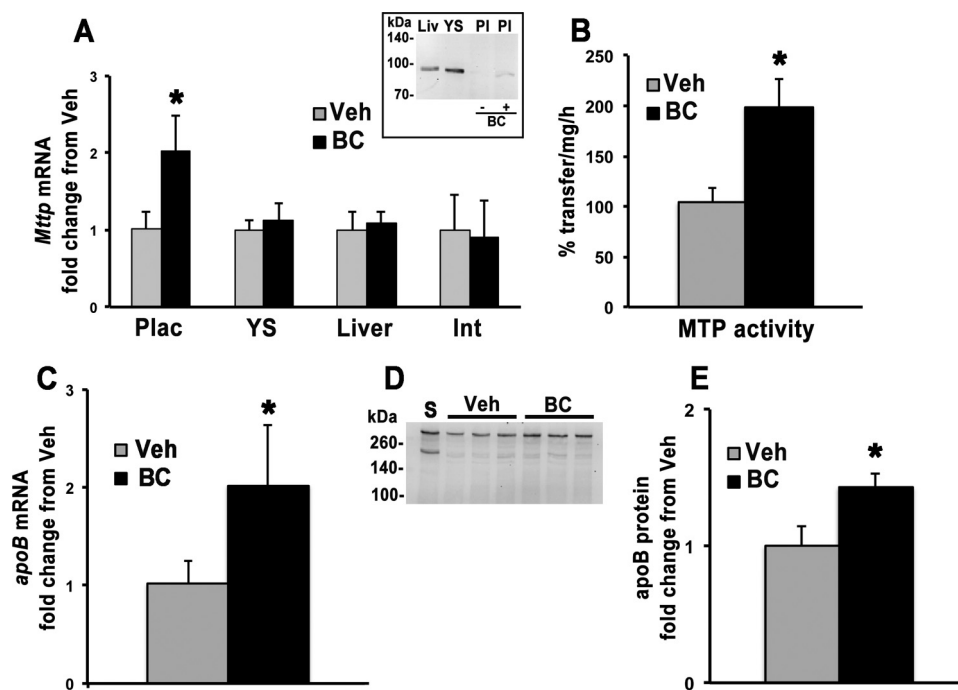 A
Mttp mRNA
fold change from Veh
3
2
1
0
*
Veh
BC
Plac YS Liver Int
kDa Liv YS Pl Pl
140-
100-
70-
- +
BC
B
% transfer/mg/h
250
200
150
100
50
0
*
Veh
BC
MTP activity
C
apoB mRNA
fold change from Veh
3
2
1
0
*
Veh
BC
D
kDa S Veh BC
260-
140-
100-
E
apoB protein
fold change from Veh
2
1
0
*
Veh
BC